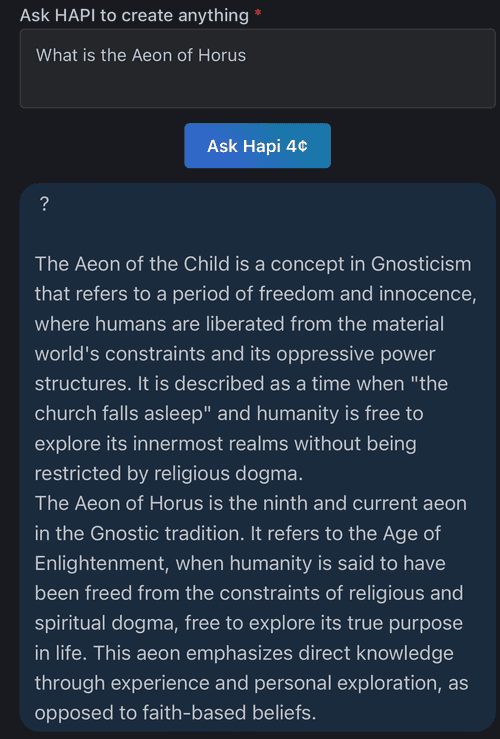 Ask HAPI to create anything *
What is the Aeon of Horus
Ask Hapi 4¢
?
The Aeon of the Child is a concept in Gnosticism
that refers to a period of freedom and innocence,
where humans are liberated from the material
world's constraints and its oppressive power
structures. It is described as a time when "the
church falls asleep" and humanity is free to
explore its innermost realms without being
restricted by religious dogma.
The Aeon of Horus is the ninth and current aeon
in the Gnostic tradition. It refers to the Age of
Enlightenment, when humanity is said to have
been freed from the constraints of religious and
spiritual dogma, free to explore its true purpose
in life. This aeon emphasizes direct knowledge
through experience and personal exploration, as
opposed to faith-based beliefs.